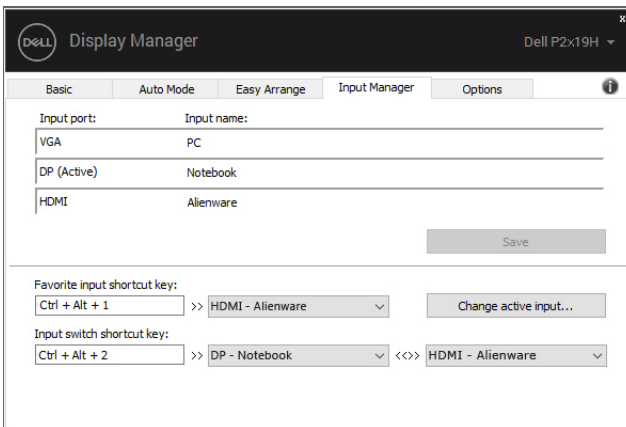 x
DELL Display Manager Dell P2x19H
Basic Auto Mode Easy Arrange Input Manager Options i
Input port: Input name:
VGA PC
DP (Active) Notebook
HDMI Alienware
Save
Favorite input shortcut key:
Ctrl + Alt + 1 >> HDMI - Alienware Change active input...
Input switch shortcut key:
Ctrl + Alt + 2 >> DP - Notebook <<>> HDMI - Alienware